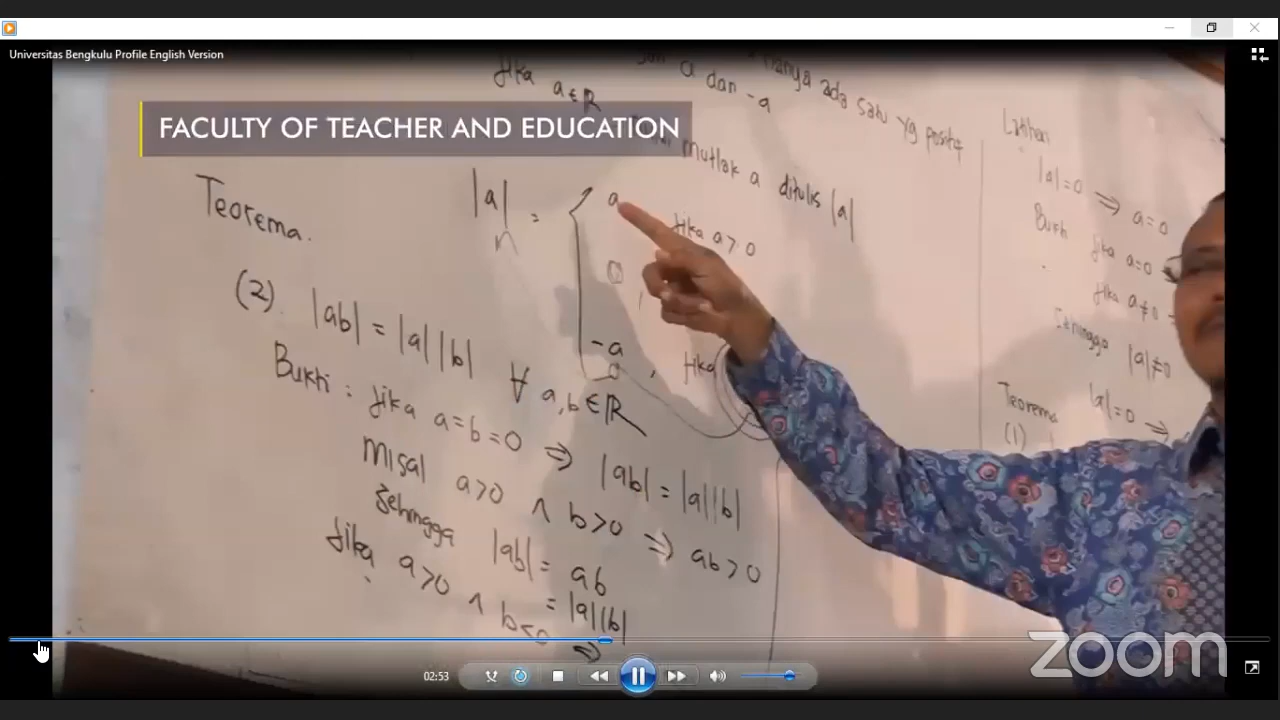 Universitas Bengkulu Profile English Version
FACULTY OF TEACHER AND EDUCATION
Jika a ∈ R
a dan -a
hanya ada satu yg positif
mutlak a ditulis |a|
Teorema.
|a| =
a
Jika a > 0
0
-a , Jika
(2). |ab| = |a||b| ∀ a,b ∈ R
Bukti : Jika a = b = 0 ⇒ |ab| = |a||b|
Misal a>0 ∧ b>0 ⇒ ab > 0
Sehingga |ab| = ab
= |a||b|
Jika a>0 ∧ b<0 ⇒
Latihan
|a| = 0 ⇒ a = 0
Bukti Jika a = 0
Jika a ≠ 0
Sehingga |a| ≠ 0
|a| = 0 ⇒
Teorema
(1)
zoom
02:53